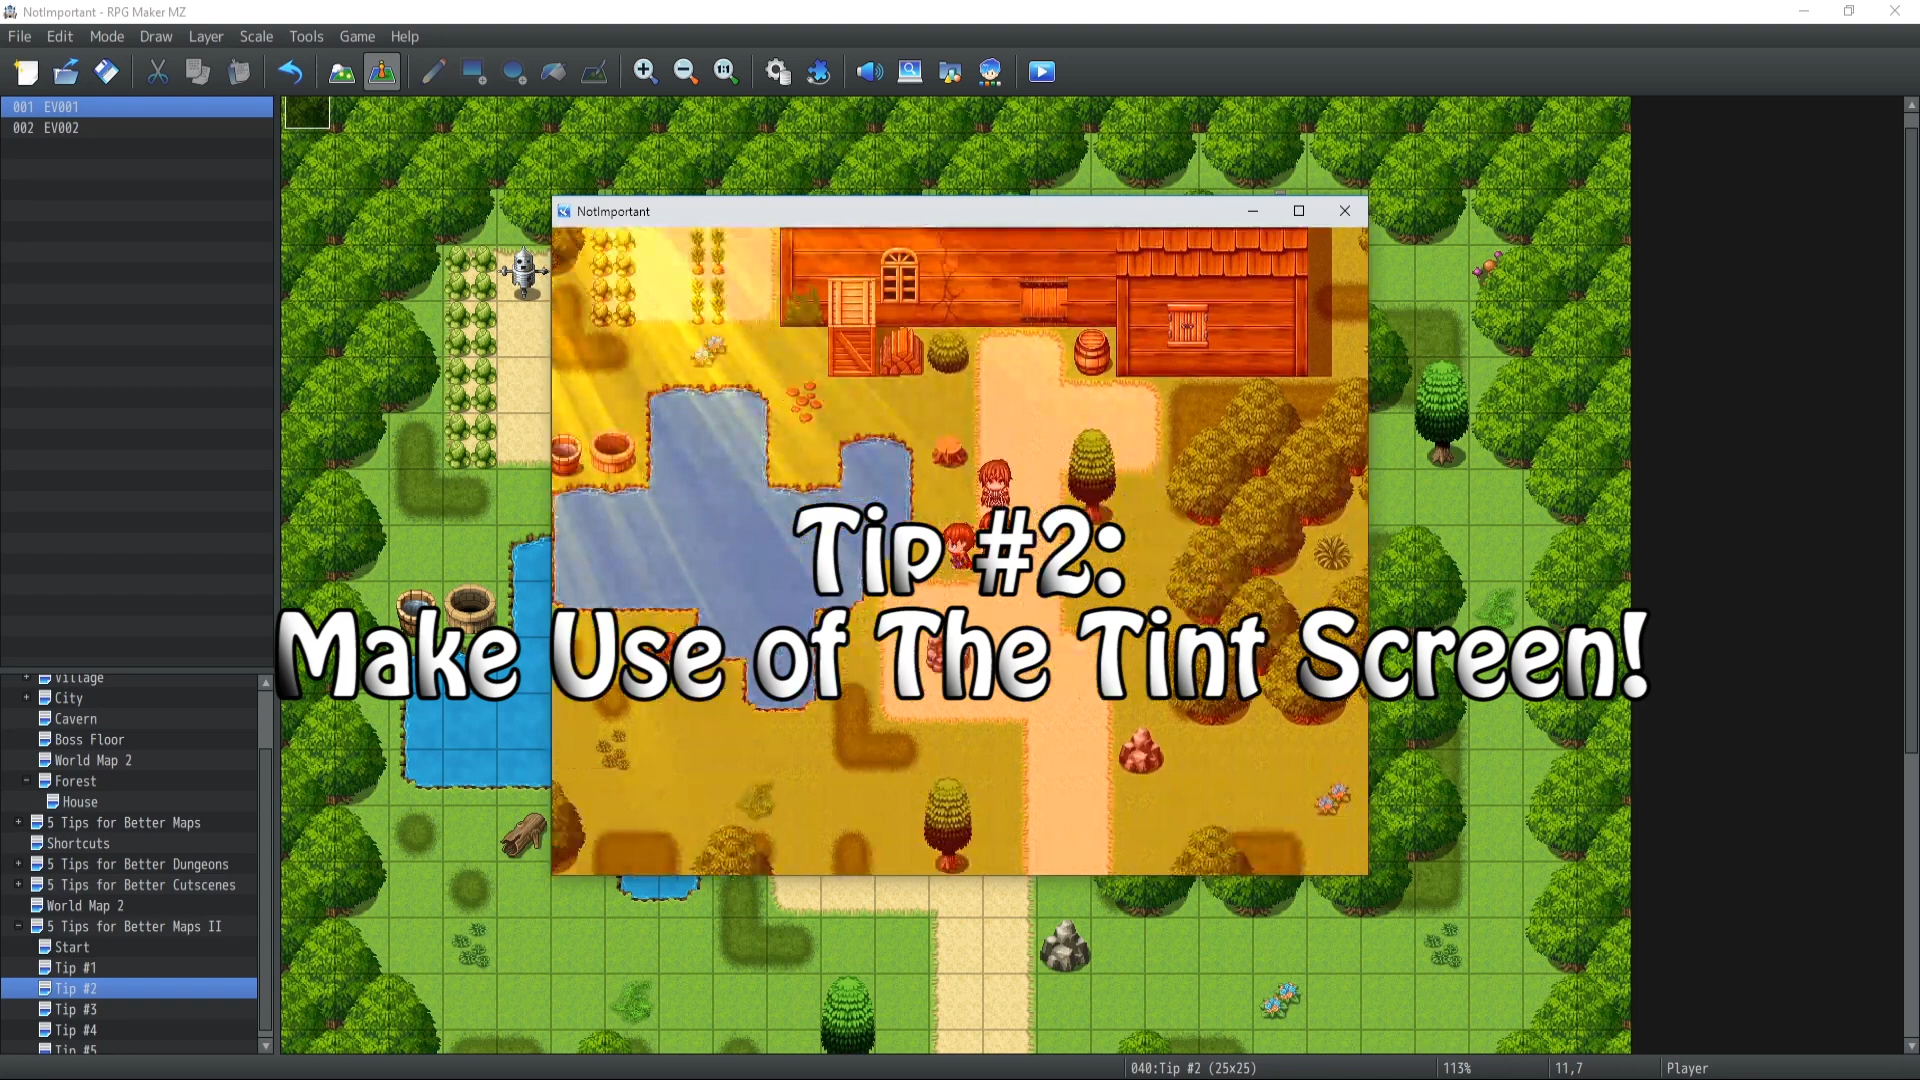 NotImportant - RPG Maker MZ
File Edit Mode Draw Layer Scale Tools Game Help
1:1
001 EV001
002 EV002
NotImportant
Tip #2:
Make Use of The Tint Screen!
Village
City
Cavern
Boss Floor
World Map 2
Forest
House
5 Tips for Better Maps
Shortcuts
5 Tips for Better Dungeons
5 Tips for Better Cutscenes
World Map 2
5 Tips for Better Maps II
Start
Tip #1
Tip #2
Tip #3
Tip #4
Tip #5
040:Tip #2 (25x25) 113% 11,7 Player